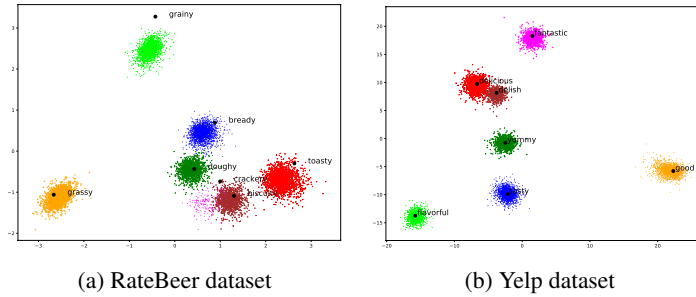 grainy
bready
doughy
toasty
cracker
biscuity
grassy
3
2
1
0
−1
−2
−3
−2
−1
0
1
2
3
(a) RateBeer dataset
fantastic
delicious
delish
yummy
good
tasty
flavorful
20
15
10
5
0
−5
−10
−15
−20
−10
0
10
20
(b) Yelp dataset